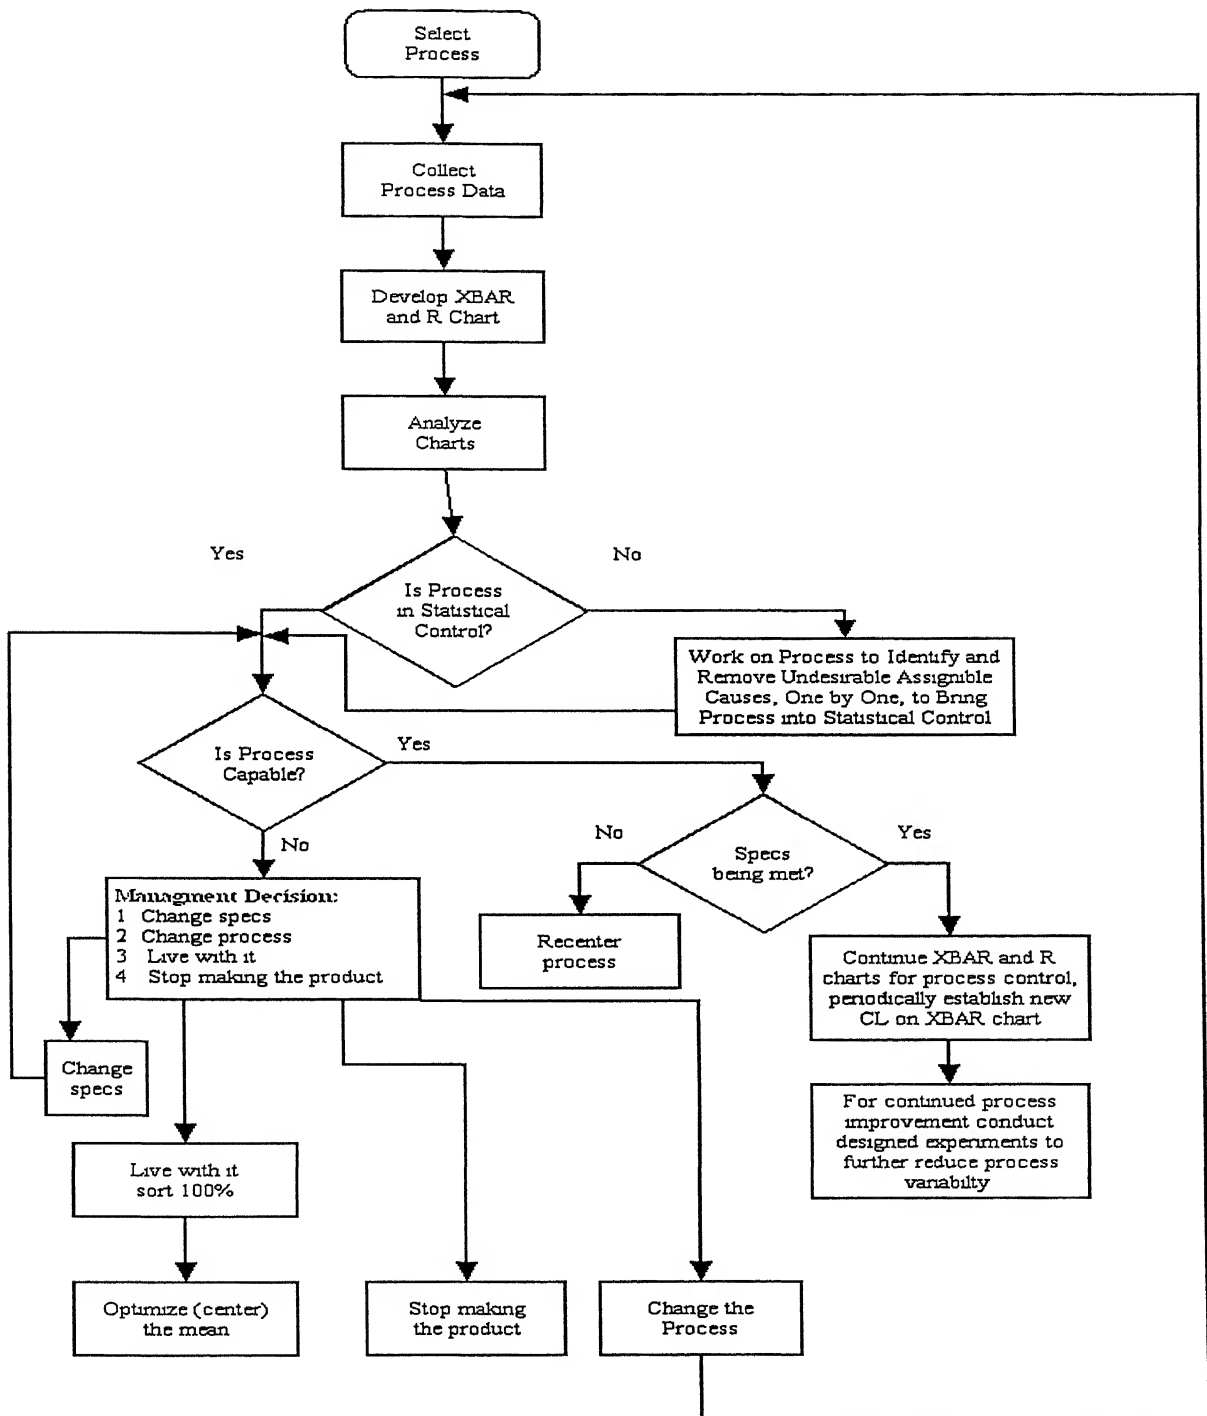 Select
Process
Collect
Process Data
Develop XBAR
and R Chart
Analyze
Charts
Yes
No
Is Process
in Statistical
Control?
Work on Process to Identify and
Remove Undesirable Assignible
Causes, One by One, to Bring
Process into Statistical Control
Is Process
Capable?
Yes
No
No
Yes
Specs
being met?
Managment Decision:
1 Change specs
2 Change process
3 Live with it
4 Stop making the product
Recenter
process
Continue XBAR and R
charts for process control,
periodically establish new
CL on XBAR chart
Change
specs
For continued process
improvement conduct
designed experiments to
further reduce process
variabilty
Live with it
sort 100%
Optimize (center)
the mean
Stop making
the product
Change the
Process